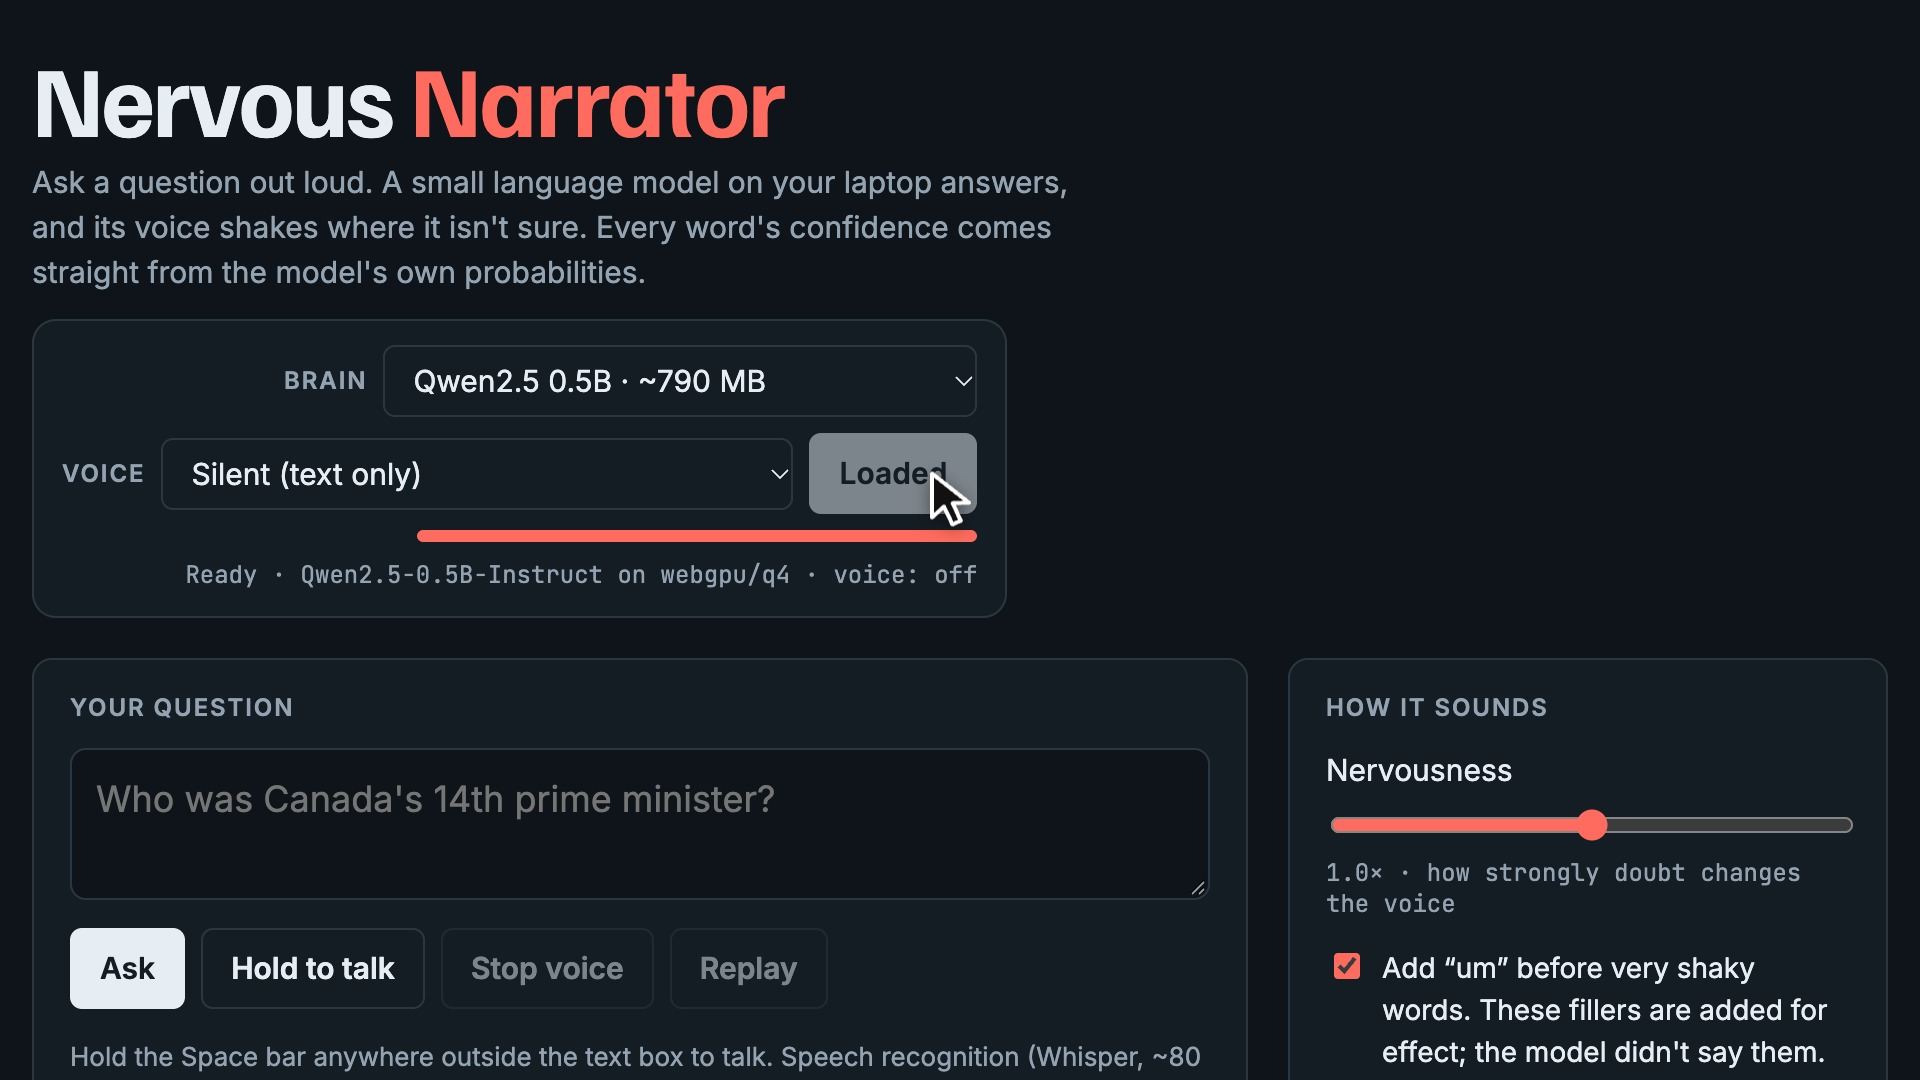 Nervous Narrator
Ask a question out loud. A small language model on your laptop answers,
and its voice shakes where it isn't sure. Every word's confidence comes
straight from the model's own probabilities.
BRAIN
Qwen2.5 0.5B · ~790 MB
VOICE
Silent (text only)
Loaded
Ready · Qwen2.5-0.5B-Instruct on webgpu/q4 · voice: off
YOUR QUESTION
Who was Canada's 14th prime minister?
Ask
Hold to talk
Stop voice
Replay
Hold the Space bar anywhere outside the text box to talk. Speech recognition (Whisper, ~80
HOW IT SOUNDS
Nervousness
1.0× · how strongly doubt changes
the voice
Add “um” before very shaky
words. These fillers are added for
effect; the model didn't say them.